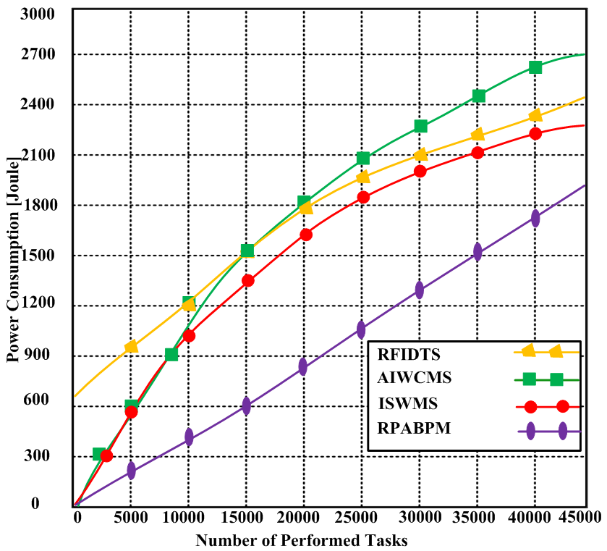 3000
2700
2400
2100
1800
1500
1200
900
600
300
0
Power Consumption [Joule]
RFIDTS
AIWCMS
ISWMS
RPABPM
0 5000 10000 15000 20000 25000 30000 35000 40000 45000
Number of Performed Tasks